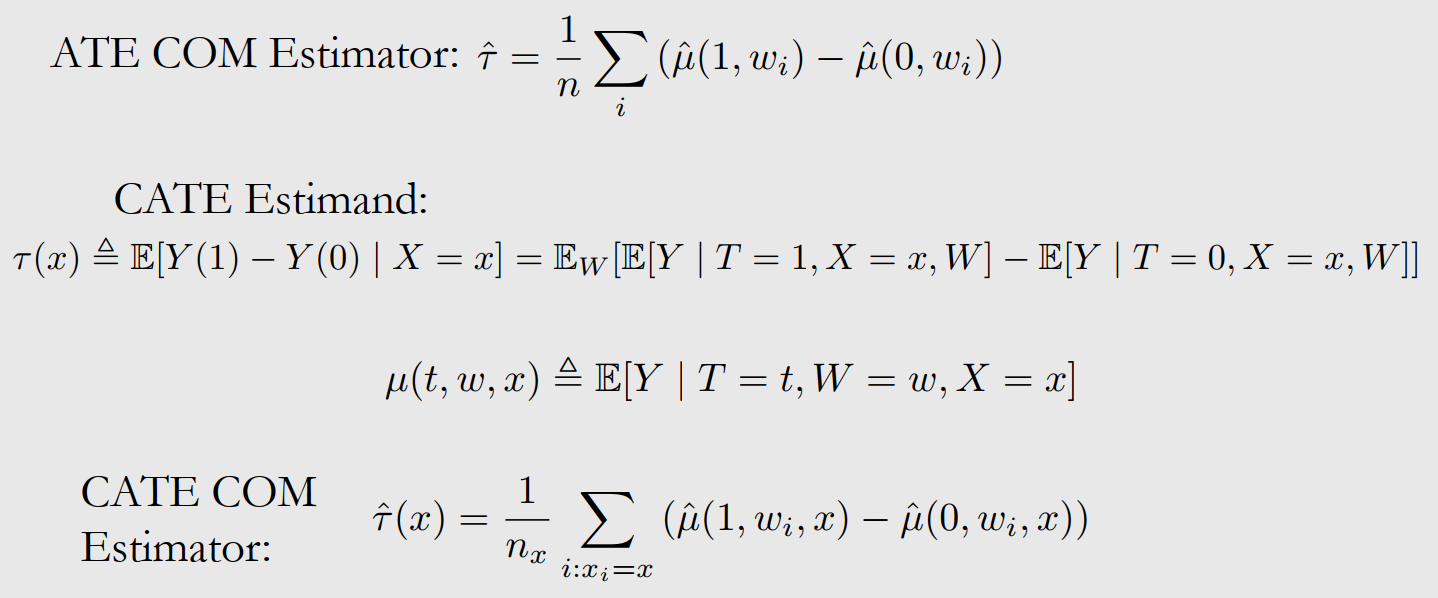 ATE COM Estimator: τ̂ = 1/n ∑_i (μ̂(1, w_i) − μ̂(0, w_i))
CATE Estimand:
τ(x) ≜ 𝔼[Y(1) − Y(0) | X = x] = 𝔼_W[𝔼[Y | T = 1, X = x, W] − 𝔼[Y | T = 0, X = x, W]]
μ(t, w, x) ≜ 𝔼[Y | T = t, W = w, X = x]
CATE COM
Estimator:
τ̂(x) = 1/n_x ∑_{i:x_i=x} (μ̂(1, w_i, x) − μ̂(0, w_i, x))